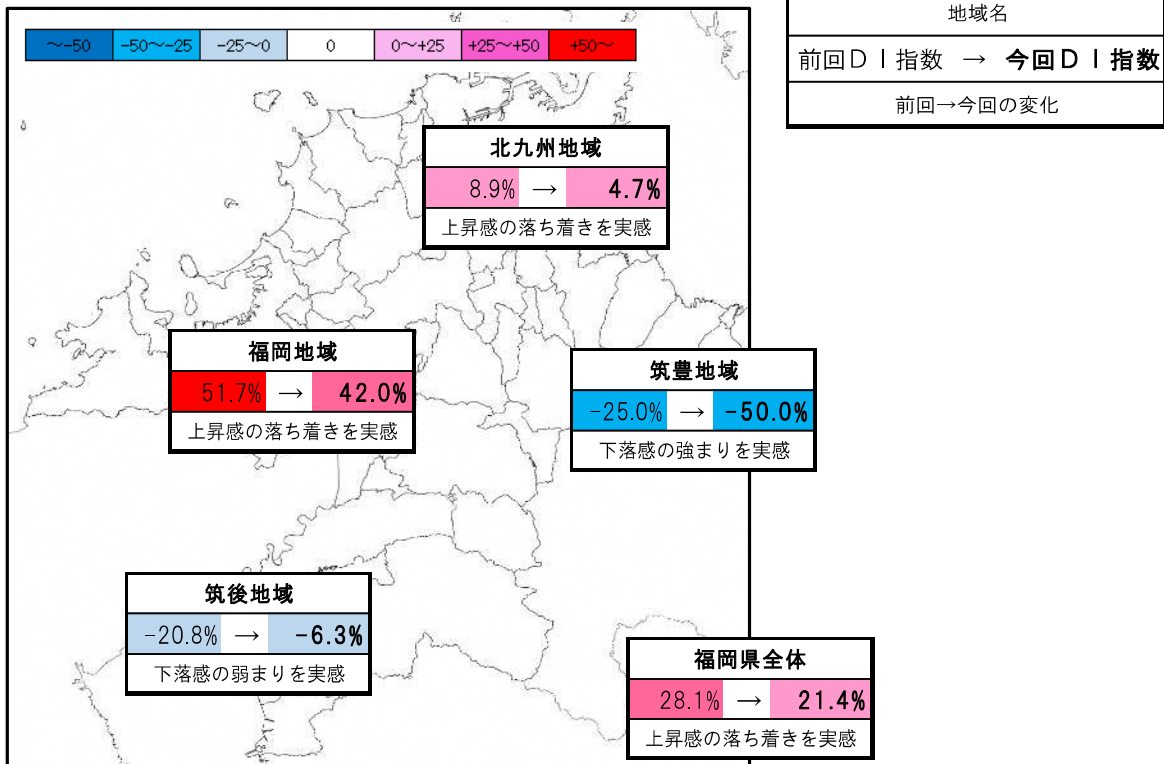 地域名
前回ＤＩ指数 → 今回ＤＩ指数
前回→今回の変化
～-50 -50～-25 -25～0 0 0～+25 +25～+50 +50～
北九州地域
8.9% → 4.7%
上昇感の落ち着きを実感
福岡地域
51.7% → 42.0%
上昇感の落ち着きを実感
筑豊地域
-25.0% → -50.0%
下落感の強まりを実感
筑後地域
-20.8% → -6.3%
下落感の弱まりを実感
福岡県全体
28.1% → 21.4%
上昇感の落ち着きを実感